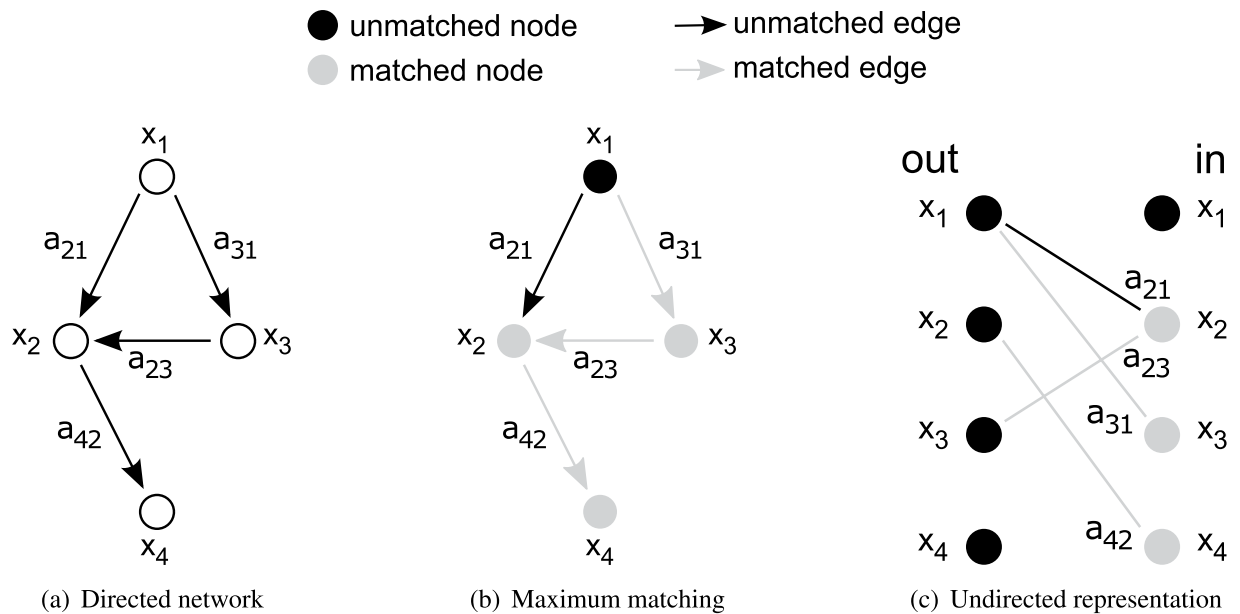 unmatched node
unmatched edge
matched node
matched edge
x1
a21
a31
x2
x3
a23
a42
x4
(a) Directed network
x1
a21
a31
x2
x3
a23
a42
x4
(b) Maximum matching
out
in
x1
x1
a21
x2
x2
a23
x3
a31
x3
x4
a42
x4
(c) Undirected representation